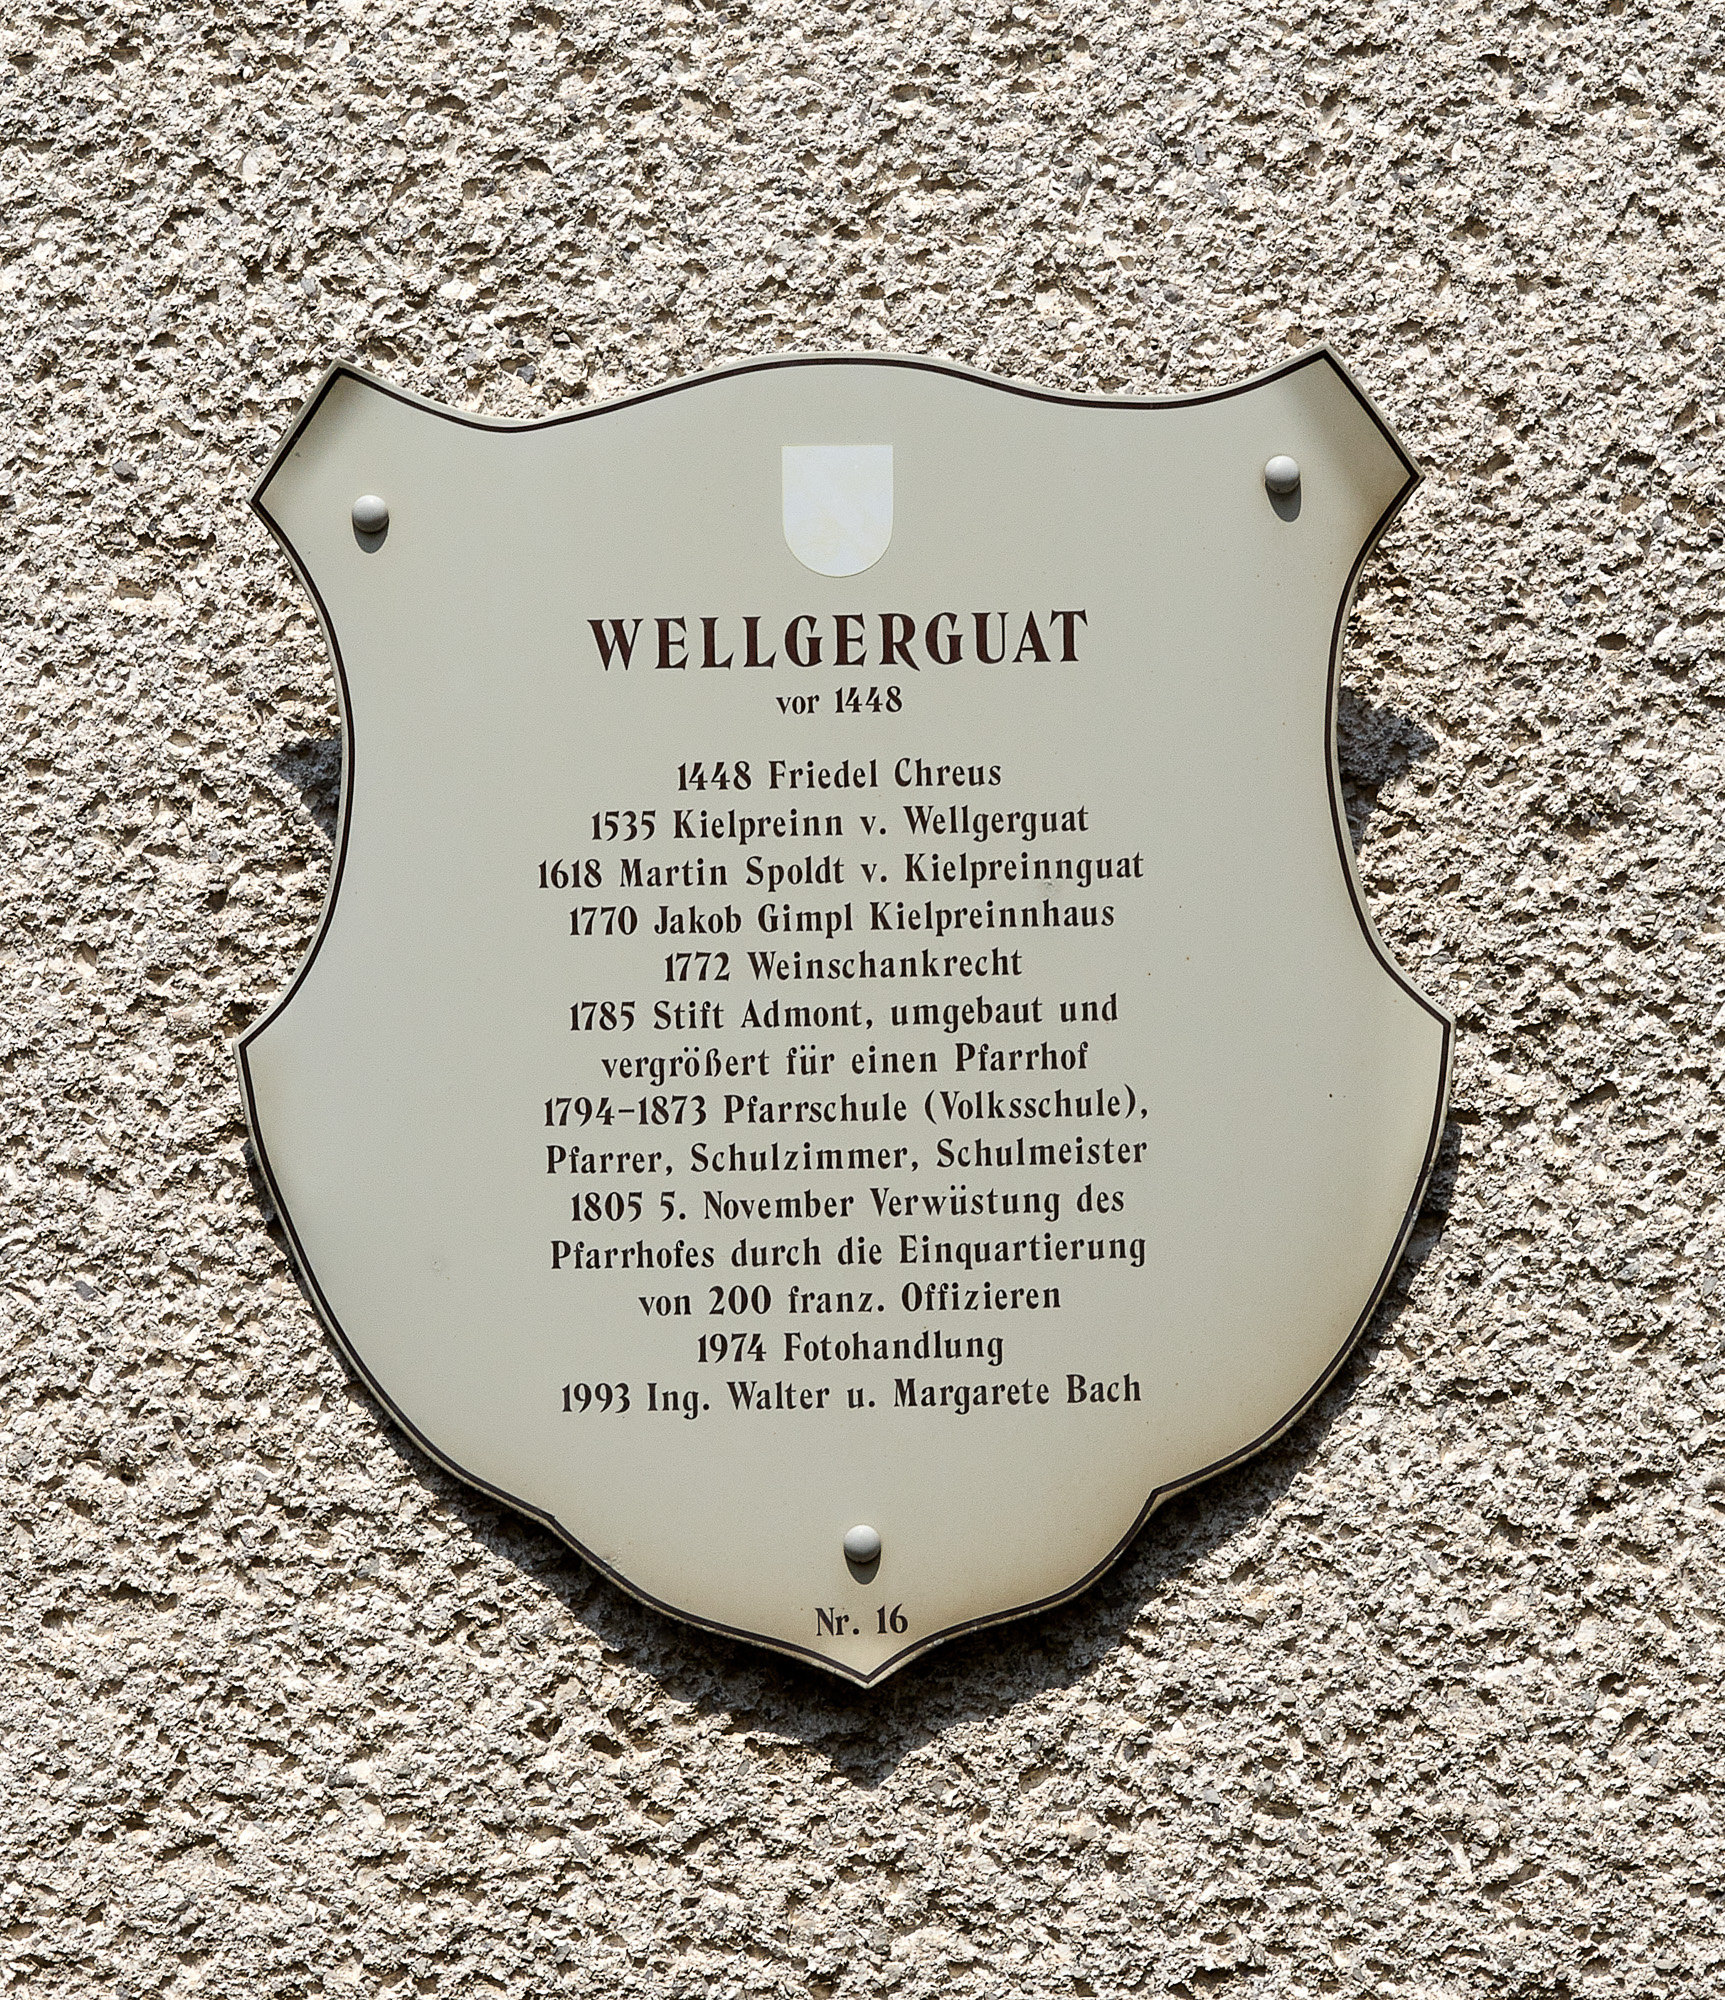 WELLGERGUAT
vor 1448
1448 Friedel Chreus
1535 Kielpreinn v. Wellgerguat
1618 Martin Spoldt v. Kielpreinnguat
1770 Jakob Gimpl Kielpreinnhaus
1772 Weinschankrecht
1785 Stift Admont, umgebaut und
vergrößert für einen Pfarrhof
1794-1873 Pfarrschule (Volksschule),
Pfarrer, Schulzimmer, Schulmeister
1805 5. November Verwüstung des
Pfarrhofes durch die Einquartierung
von 200 franz. Offizieren
1974 Fotohandlung
1993 Ing. Walter u. Margarete Bach
Nr. 16